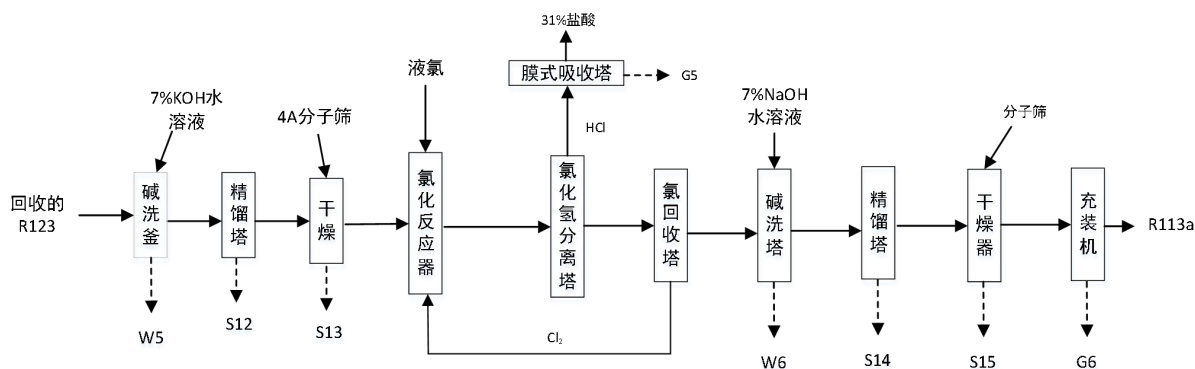 31%盐酸
膜式吸收塔
G5
液氯
7%KOH水
溶液
4A分子筛
HCl
7%NaOH
水溶液
分子筛
回收的
R123
碱洗釜
精馏塔
干燥
氯化反应器
氯化氢分离塔
氯回收塔
碱洗塔
精馏塔
干燥器
充装机
R113a
Cl₂
W5
S12
S13
W6
S14
S15
G6